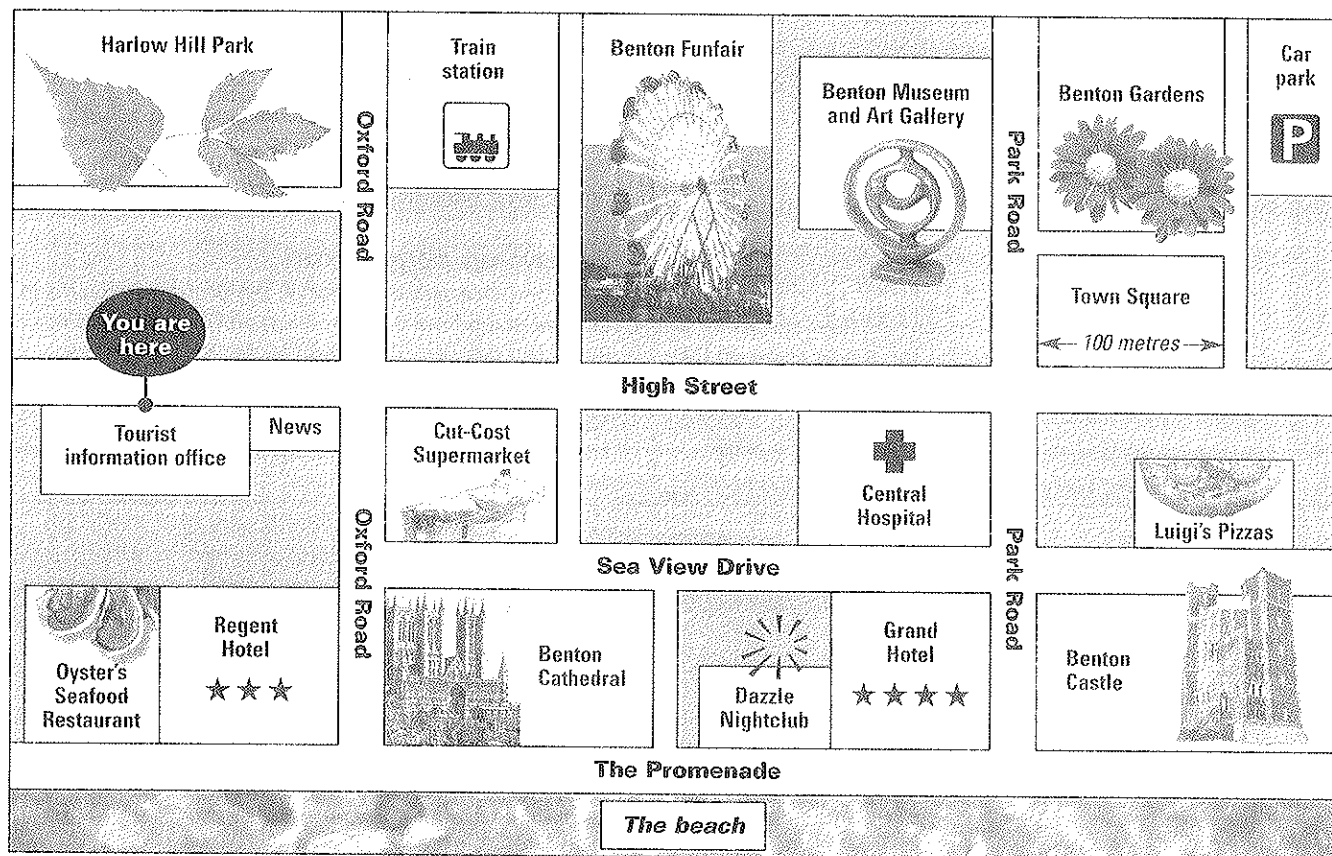 Harlow Hill Park
Oxford Road
Train
station
Benton Funfair
Benton Museum
and Art Gallery
Park Road
Benton Gardens
Car
park
P
Town Square
100 metres
You are
here
High Street
Tourist
information office
News
Cut-Cost
Supermarket
Central
Hospital
Luigi's Pizzas
Oxford Road
Sea View Drive
Park Road
Oyster's
Seafood
Restaurant
Regent
Hotel
Benton
Cathedral
Dazzle
Nightclub
Grand
Hotel
Benton
Castle
The Promenade
The beach